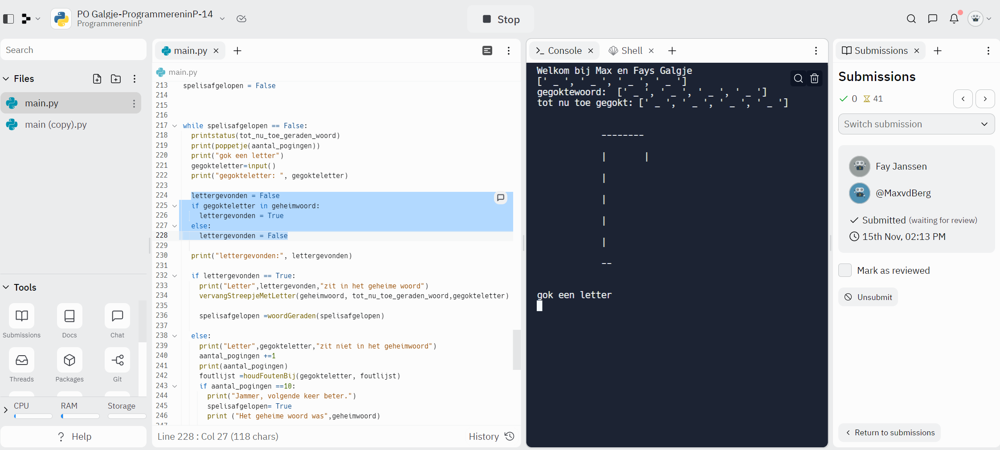 PO Galgje-ProgrammereninP-14
ProgrammereninP
Stop
Search
Files
main.py
main (copy).py
Tools
Submissions
Docs
Chat
Threads
Packages
Git
CPU
RAM
Storage
? Help
main.py
main.py
213 spelisafgelopen = False
214
215
216
217 while spelisafgelopen == False:
218 printstatus(tot_nu_toe_geraden_woord)
219 print(poppetje(aantal_pogingen))
220 print("gok een letter")
221 gegokteletter=input()
222 print("gegokteletter: ", gegokteletter)
223
224 lettergevonden = False
225 if gegokteletter in geheimwoord:
226 lettergevonden = True
227 else:
228 lettergevonden = False
229
230 print("lettergevonden:", lettergevonden)
231
232 if lettergevonden == True:
233 print("Letter",lettergevonden,"zit in het geheime woord")
234 vervangStreepjeMetLetter(geheimwoord, tot_nu_toe_geraden_woord,gegokteletter)
235
236 spelisafgelopen =woordGeraden(spelisafgelopen)
237
238 else:
239 print("Letter",gegokteletter,"zit niet in het geheimwoord")
240 aantal_pogingen +=1
241 print(aantal_pogingen)
242 foutlijst =houdFoutenBij(gegokteletter, foutlijst)
243 if aantal_pogingen ==10:
244 print("Jammer, volgende keer beter.")
245 spelisafgelopen= True
246 print ("Het geheime woord was",geheimwoord)
247
Line 228 : Col 27 (118 chars)
History
Console
Shell
Welkom bij Max en Fays Galgje
[' _ ', ' _ ', ' _ ', ' _ ']
gegoktewoord:  [' _ ', ' _ ', ' _ ', ' _ ']
tot nu toe gegokt: [' _ ', ' _ ', ' _ ', ' _ ']
--------
|       |
|
|
|
|
--
gok een letter
Submissions
Submissions
0 41
Switch submission
Fay Janssen
@MaxvdBerg
Submitted (waiting for review)
15th Nov, 02:13 PM
Mark as reviewed
Unsubmit
Return to submissions